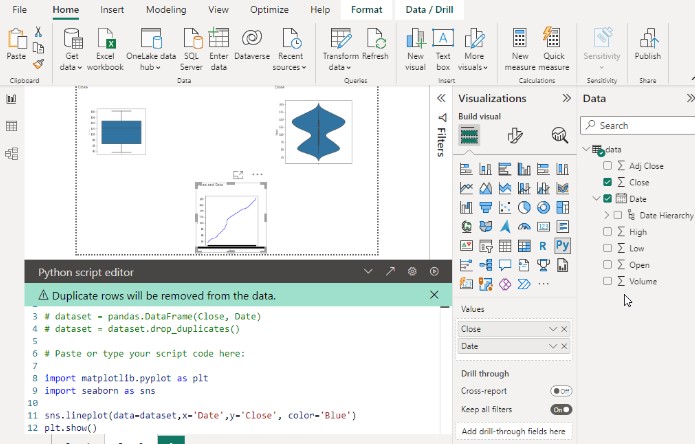 File Home Insert Modeling View Optimize Help Format Data / Drill
Paste
Get data
Excel workbook
OneLake data hub
SQL Server
Enter data
Dataverse
Recent sources
Transform data
Refresh
New visual
Text box
More visuals
New measure
Quick measure
Sensitivity
Publish
Clipboard Data Queries Insert Calculations Sensitivity Share
Close
Filters
Visualizations
Build visual
Values
Close
Date
Drill through
Cross-report Off
Keep all filters On
Add drill-through fields here
Data
Search
data
Adj Close
Close
Date
Date Hierarchy
High
Low
Open
Volume
Python script editor
Duplicate rows will be removed from the data.
3 # dataset = pandas.DataFrame(Close, Date)
4 # dataset = dataset.drop_duplicates()
5
6 # Paste or type your script code here:
7
8 import matplotlib.pyplot as plt
9 import seaborn as sns
10
11 sns.lineplot(data=dataset,x='Date',y='Close', color='Blue')
12 plt.show()